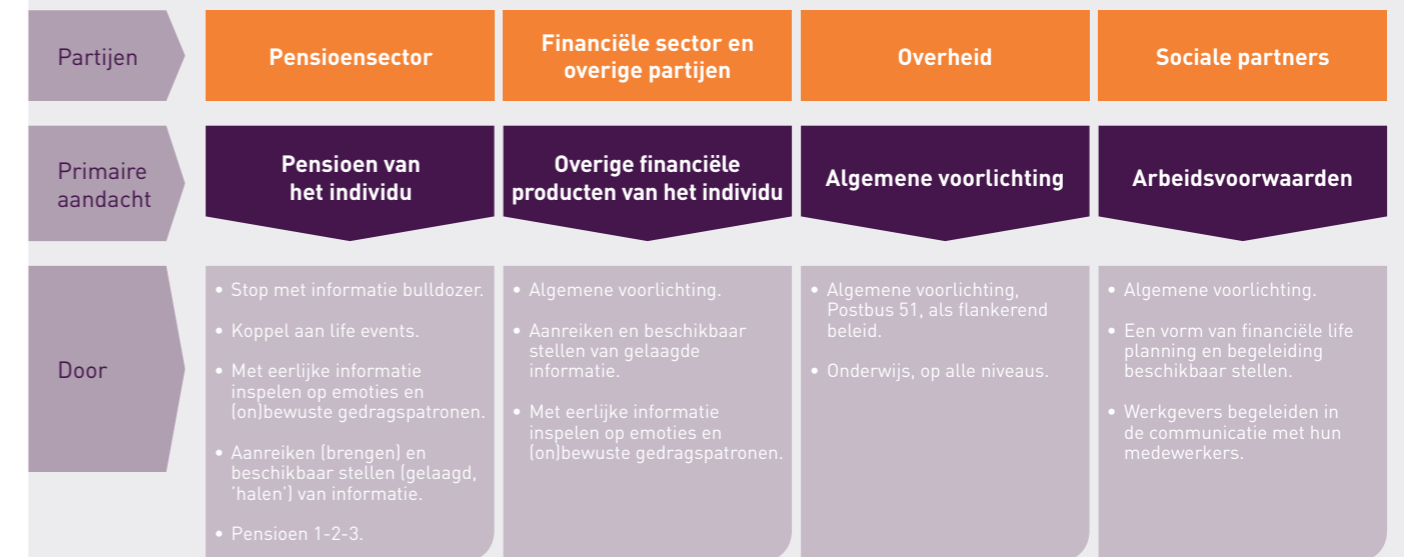 Partijen
Pensioensector
Financiële sector en
overige partijen
Overheid
Sociale partners
Primaire
aandacht
Pensioen van
het individu
Overige financiële
producten van het individu
Algemene voorlichting
Arbeidsvoorwaarden
Door
• Stop met informatie bulldozer.
• Koppel aan life events.
• Met eerlijke informatie
inspelen op emoties en
(on)bewuste gedragspatronen.
• Aanreiken (brengen) en
beschikbaar stellen (gelaagd,
'halen') van informatie.
• Pensioen 1-2-3.
• Algemene voorlichting.
• Aanreiken en beschikbaar
stellen van gelaagde
informatie.
• Met eerlijke informatie
inspelen op emoties en
(on)bewuste gedragspatronen.
• Algemene voorlichting,
Postbus 51, als flankerend
beleid.
• Onderwijs, op alle niveaus.
• Algemene voorlichting.
• Een vorm van financiële life
planning en begeleiding
beschikbaar stellen.
• Werkgevers begeleiden in
de communicatie met hun
medewerkers.